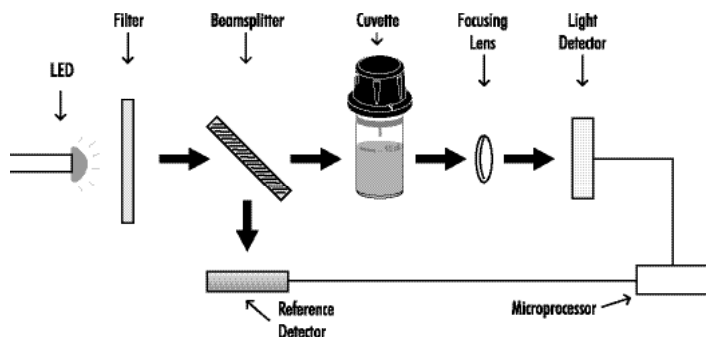 Filter
Beamsplitter
Cuvette
Focusing
Lens
Light
Detector
LED
Reference
Detector
Microprocessor